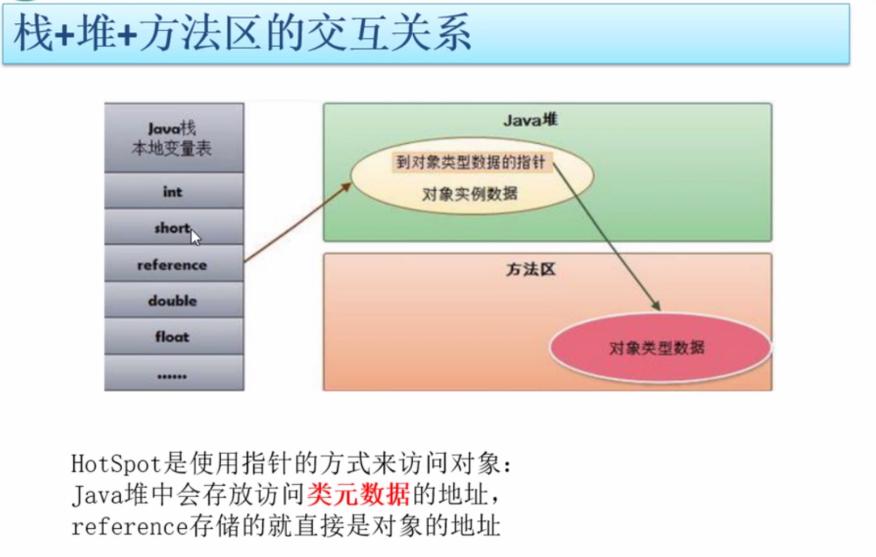 栈+堆+方法区的交互关系
Java栈
本地变量表
int
short
reference
double
float
......
Java堆
到对象类型数据的指针
对象实例数据
方法区
对象类型数据
HotSpot是使用指针的方式来访问对象：
Java堆中会存放访问类元数据的地址，
reference存储的就直接是对象的地址